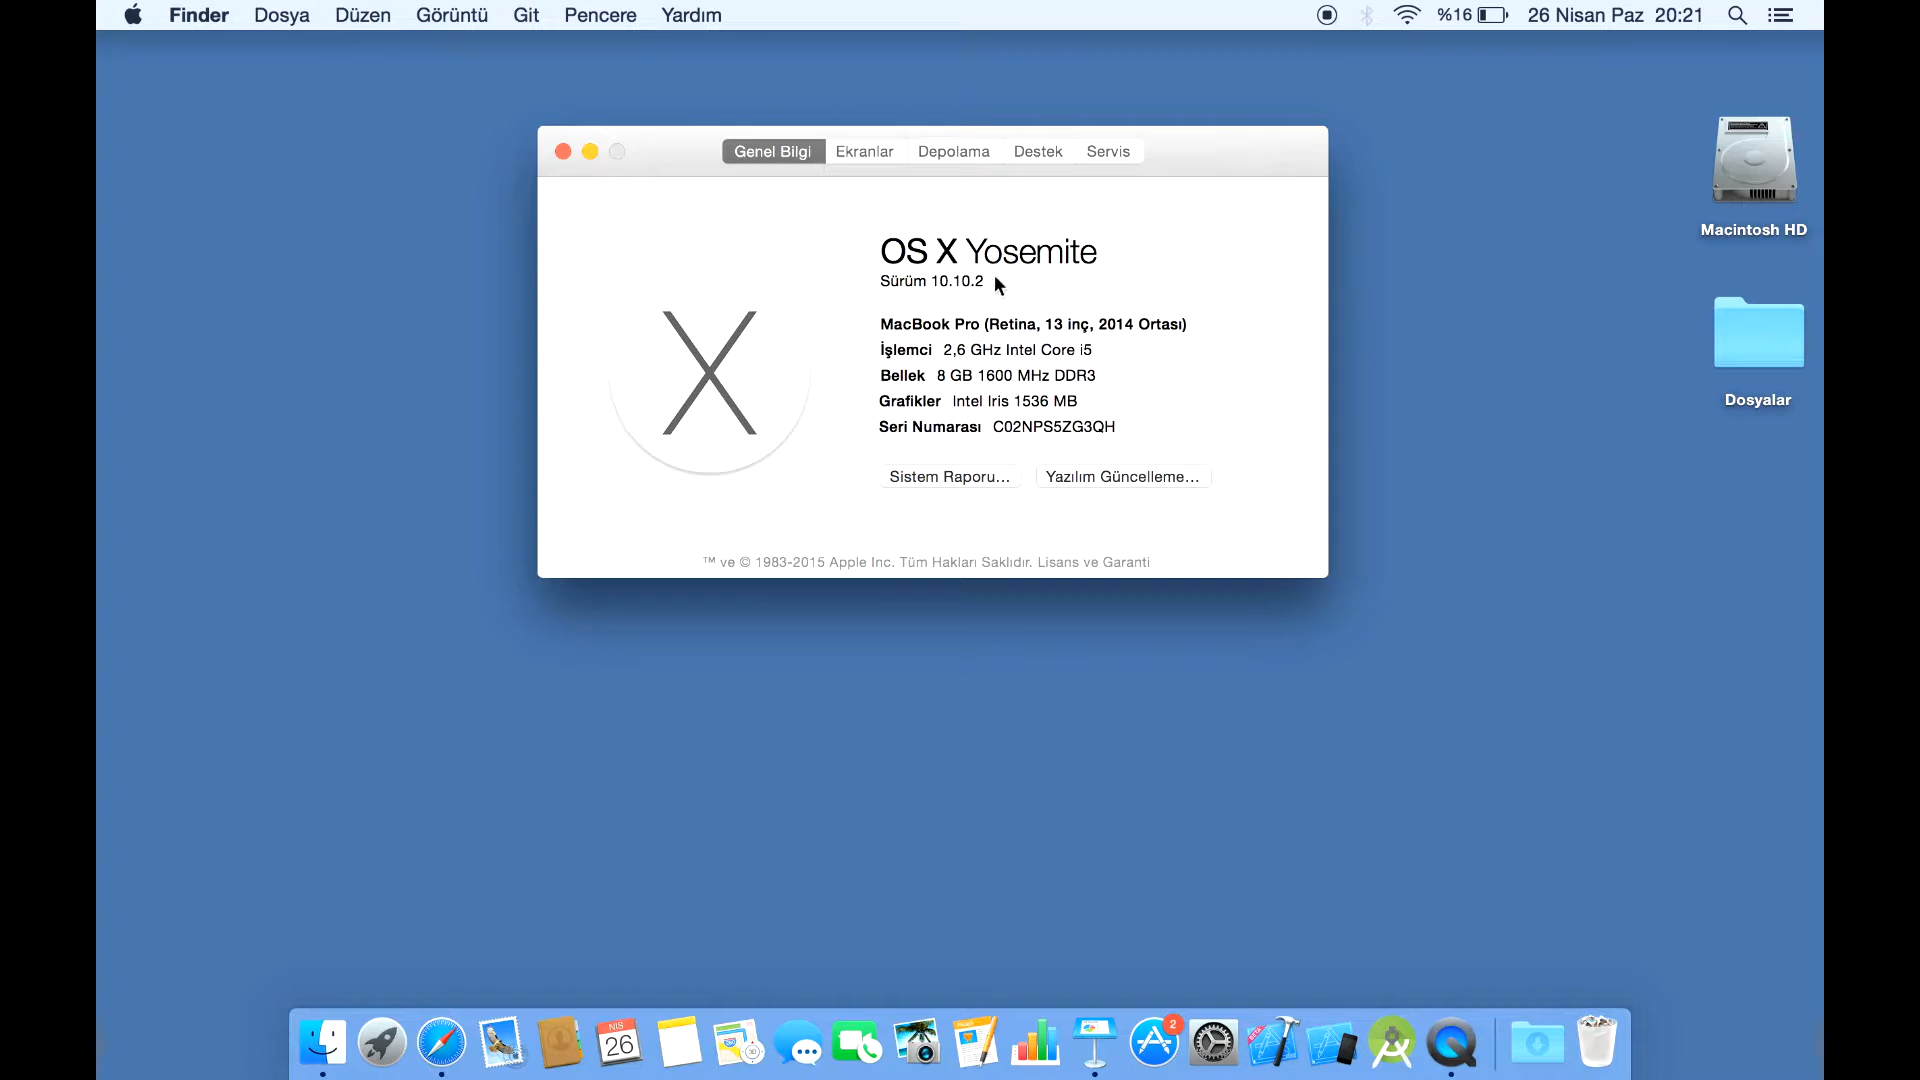 Finder Dosya Düzen Görüntü Git Pencere Yardım %16 26 Nisan Paz 20:21
Genel Bilgi Ekranlar Depolama Destek Servis
OS X Yosemite
Sürüm 10.10.2
MacBook Pro (Retina, 13 inç, 2014 Ortası)
İşlemci 2,6 GHz Intel Core i5
Bellek 8 GB 1600 MHz DDR3
Grafikler Intel Iris 1536 MB
Seri Numarası C02NPS5ZG3QH
Sistem Raporu... Yazılım Güncelleme...
™ ve © 1983-2015 Apple Inc. Tüm Hakları Saklıdır. Lisans ve Garanti
Macintosh HD
Dosyalar
NİS
26
2